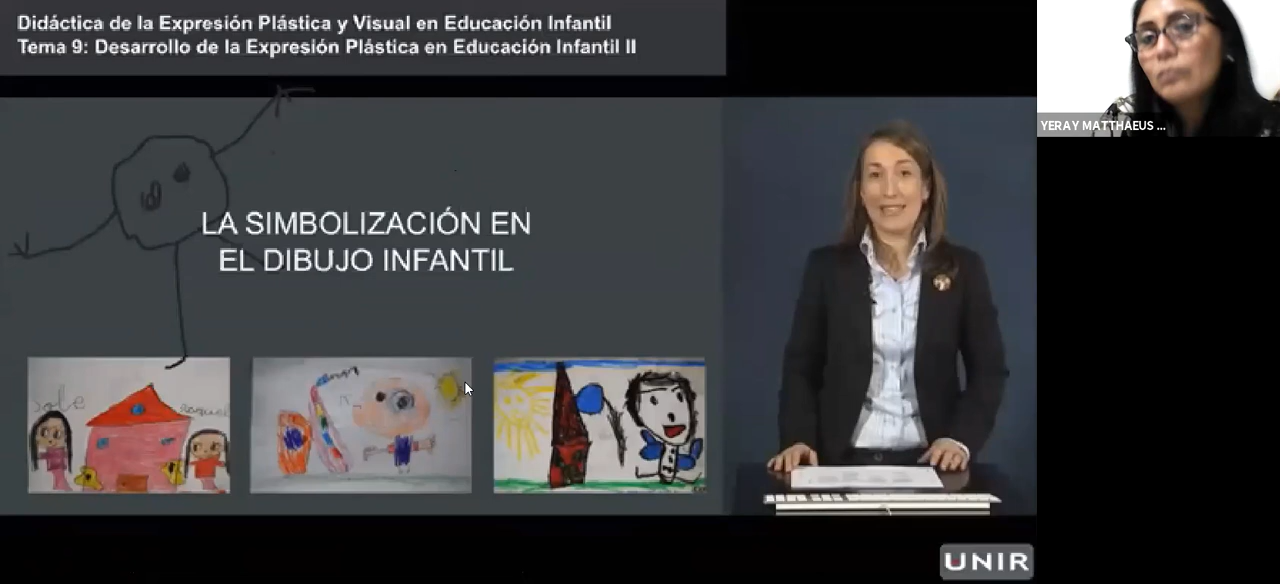 Didáctica de la Expresión Plástica y Visual en Educación Infantil
Tema 9: Desarrollo de la Expresión Plástica en Educación Infantil II
YERAY MATTHAEUS ...
LA SIMBOLIZACIÓN EN
EL DIBUJO INFANTIL
UNIR